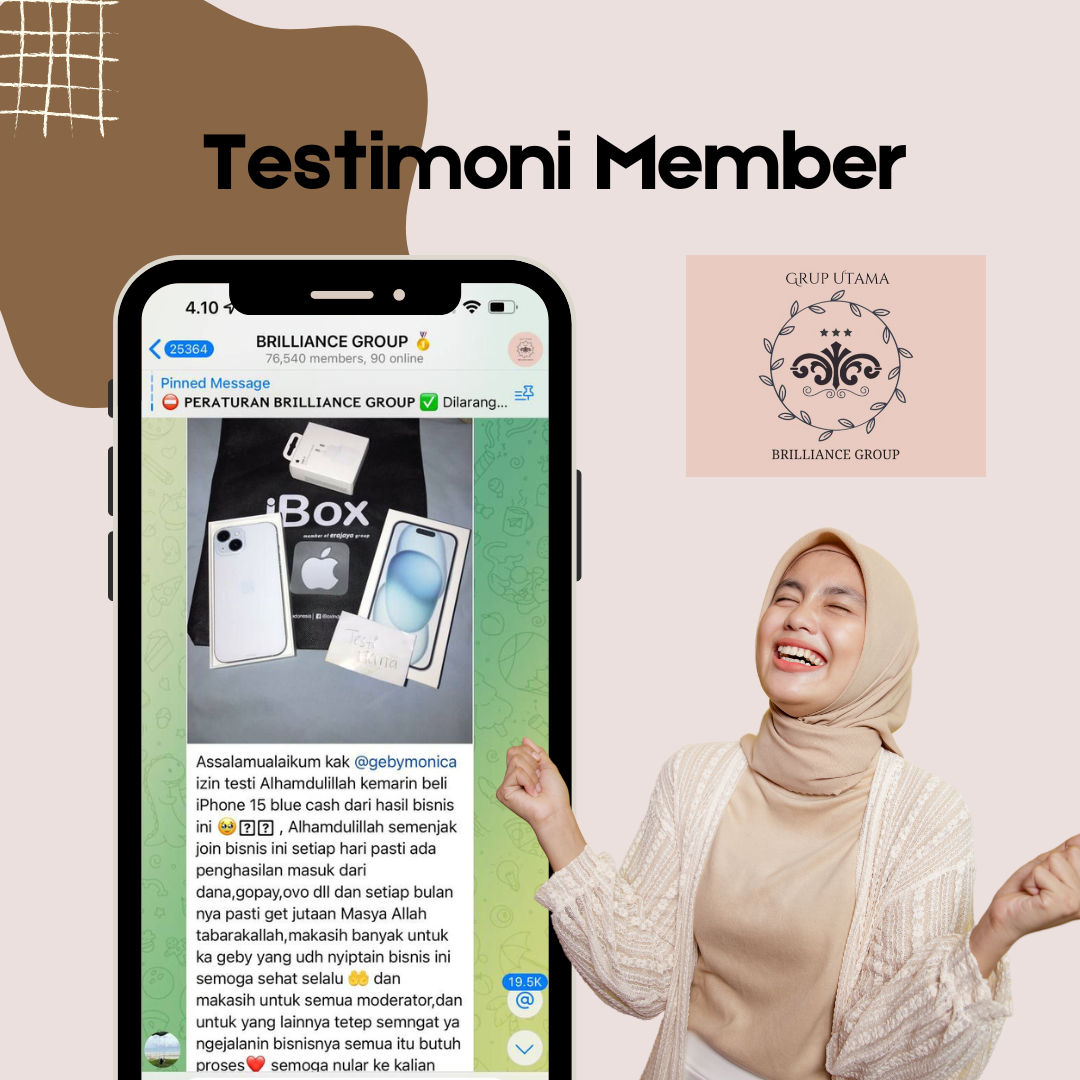 Testimoni Member
GRUP UTAMA
BRILLIANCE GROUP
4.10
25364
BRILLIANCE GROUP 🏅
76,540 members, 90 online
Pinned Message
⛔ PERATURAN BRILLIANCE GROUP ✅ Dilarang...
iBox
member of erajaya group
Testi
Assalamualaikum kak @gebymonica
izin testi Alhamdulillah kemarin beli
iPhone 15 blue cash dari hasil bisnis
ini 🥹⍰⍰ , Alhamdulillah semenjak
join bisnis ini setiap hari pasti ada
penghasilan masuk dari
dana,gopay,ovo dll dan setiap bulan
nya pasti get jutaan Masya Allah
tabarakallah,makasih banyak untuk
ka geby yang udh nyiptain bisnis ini
semoga sehat selalu 🤲 dan
makasih untuk semua moderator,dan
untuk yang lainnya tetep semngat ya
ngejalanin bisnisnya semua itu butuh
proses❤️ semoga nular ke kalian
19.5K
@